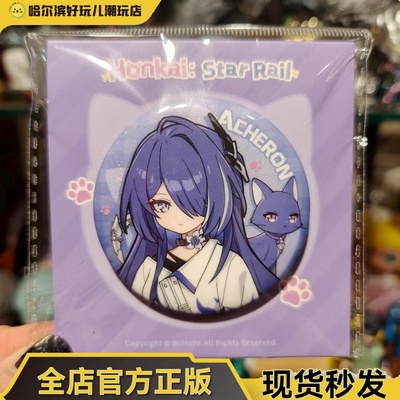 哈尔滨好玩儿潮玩店
Honkai: Star Rail
ACHERON
Copyright © miHoYo All Rights Reserved.
全店官方正版
现货秒发